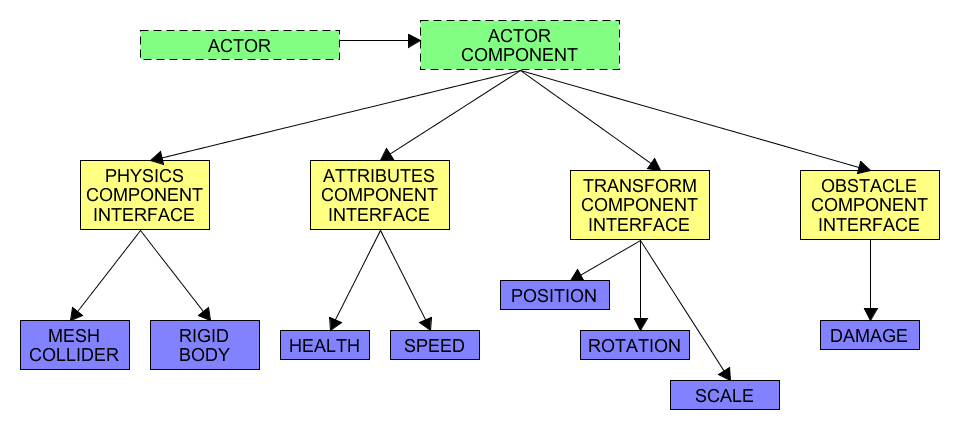 ACTOR
ACTOR
COMPONENT
PHYSICS
COMPONENT
INTERFACE
ATTRIBUTES
COMPONENT
INTERFACE
TRANSFORM
COMPONENT
INTERFACE
OBSTACLE
COMPONENT
INTERFACE
MESH
COLLIDER
RIGID
BODY
HEALTH
SPEED
POSITION
ROTATION
SCALE
DAMAGE